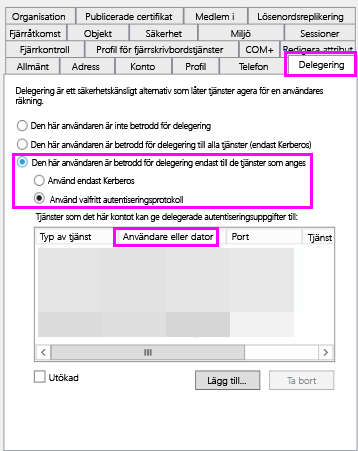 Organisation Publicerade certifikat Medlem i Lösenordsreplikering
Fjärråtkomst Objekt Säkerhet Miljö Sessioner
Fjärrkontroll Profil för fjärrskrivbordstjänster COM+ Redigera attribut
Allmänt Adress Konto Profil Telefon Delegering
Delegering är ett säkerhetskänsligt alternativ som låter tjänster agera för en användares
räkning.
Den här användaren är inte betrodd för delegering
Den här användaren är betrodd för delegering till alla tjänster (endast Kerberos)
Den här användaren är betrodd för delegering endast till de tjänster som anges
Använd endast Kerberos
Använd valfritt autentiseringsprotokoll
Tjänster som det här kontot kan ge delegerade autentiseringsuppgifter till:
Typ av tjänst Användare eller dator Port Tjänst
Utökad Lägg till... Ta bort